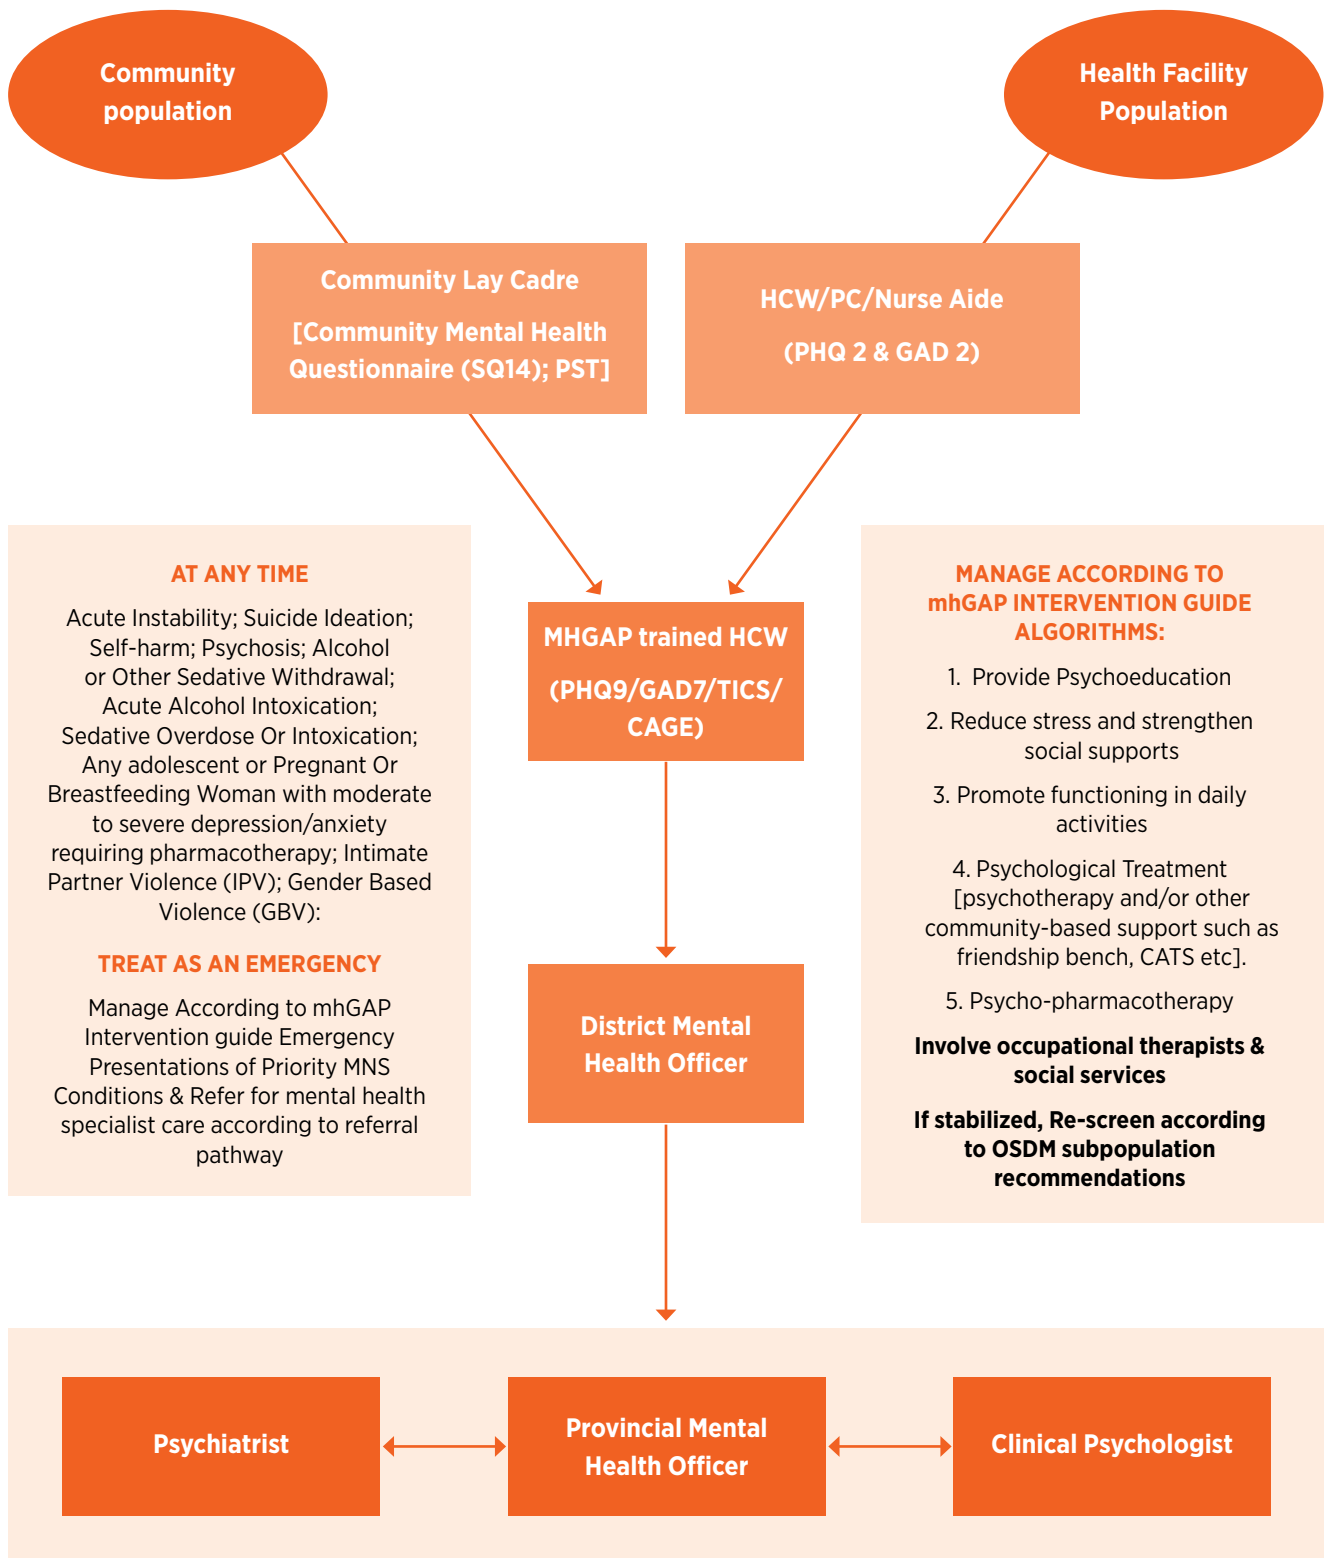 Community
population
Health Facility
Population
Community Lay Cadre
[Community Mental Health
Questionnaire (SQ14); PST]
HCW/PC/Nurse Aide
(PHQ 2 & GAD 2)
AT ANY TIME
Acute Instability; Suicide Ideation;
Self-harm; Psychosis; Alcohol
or Other Sedative Withdrawal;
Acute Alcohol Intoxication;
Sedative Overdose Or Intoxication;
Any adolescent or Pregnant Or
Breastfeeding Woman with moderate
to severe depression/anxiety
requiring pharmacotherapy; Intimate
Partner Violence (IPV); Gender Based
Violence (GBV):
TREAT AS AN EMERGENCY
Manage According to mhGAP
Intervention guide Emergency
Presentations of Priority MNS
Conditions & Refer for mental health
specialist care according to referral
pathway
MHGAP trained HCW
(PHQ9/GAD7/TICS/
CAGE)
District Mental
Health Officer
MANAGE ACCORDING TO
mhGAP INTERVENTION GUIDE
ALGORITHMS:
1. Provide Psychoeducation
2. Reduce stress and strengthen
social supports
3. Promote functioning in daily
activities
4. Psychological Treatment
[psychotherapy and/or other
community-based support such as
friendship bench, CATS etc].
5. Psycho-pharmacotherapy
Involve occupational therapists &
social services
If stabilized, Re-screen according
to OSDM subpopulation
recommendations
Psychiatrist
Provincial Mental
Health Officer
Clinical Psychologist